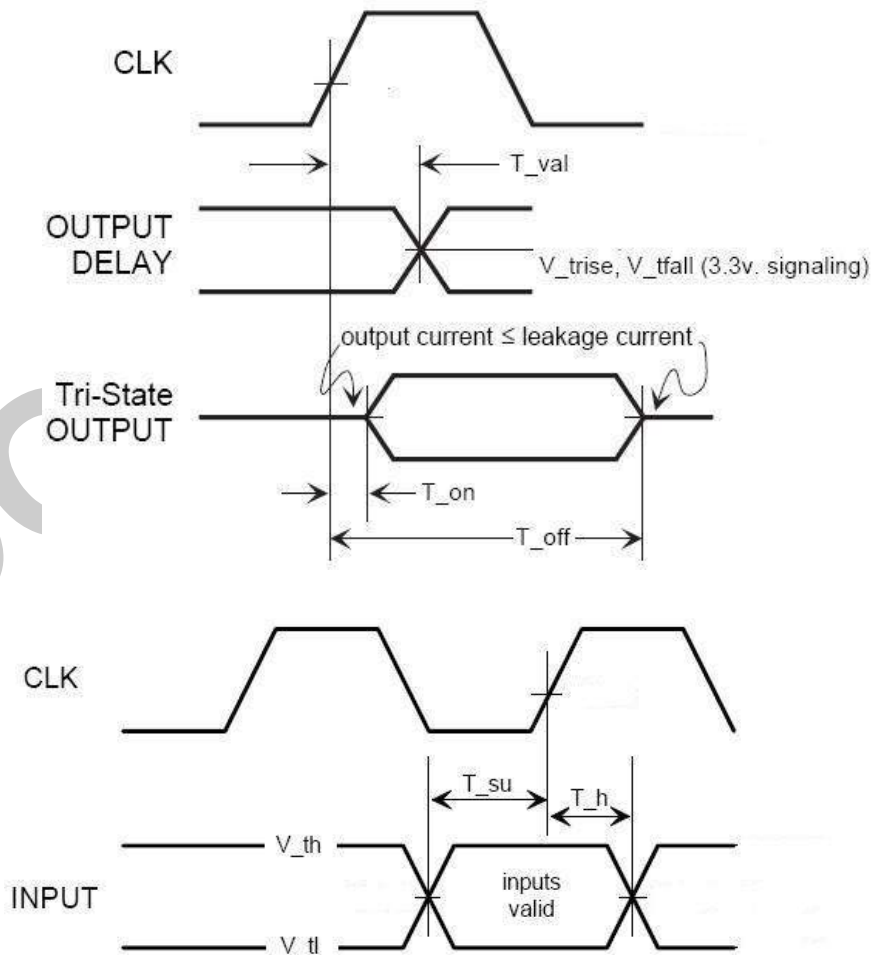 CLK
T_val
OUTPUT
DELAY
V_trise, V_tfall (3.3v. signaling)
output current ≤ leakage current
Tri-State
OUTPUT
T_on
T_off
CLK
T_su
T_h
V_th
INPUT
inputs
valid
V_tl